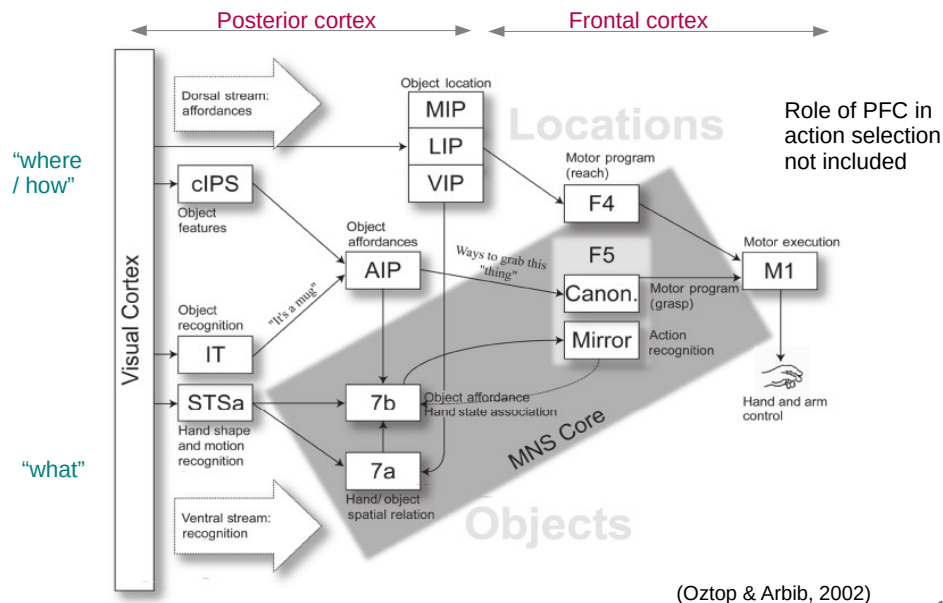 Posterior cortex
Frontal cortex
Dorsal stream:
affordances
Object location
MIP
LIP
VIP
Locations
Role of PFC in
action selection
not included
“where
/ how”
cIPS
Object
features
Motor program
(reach)
F4
Object
affordances
AIP
Ways to grab this
"thing"
F5
Canon.
Motor program
(grasp)
Motor execution
M1
Visual Cortex
"It's a mug"
Object
recognition
IT
Mirror
Action
recognition
STSa
Hand shape
and motion
recognition
7b
Object affordance
Hand state association
Hand and arm
control
MNS Core
“what”
7a
Hand/object
spatial relation
Ventral stream:
recognition
Objects
(Oztop & Arbib, 2002)